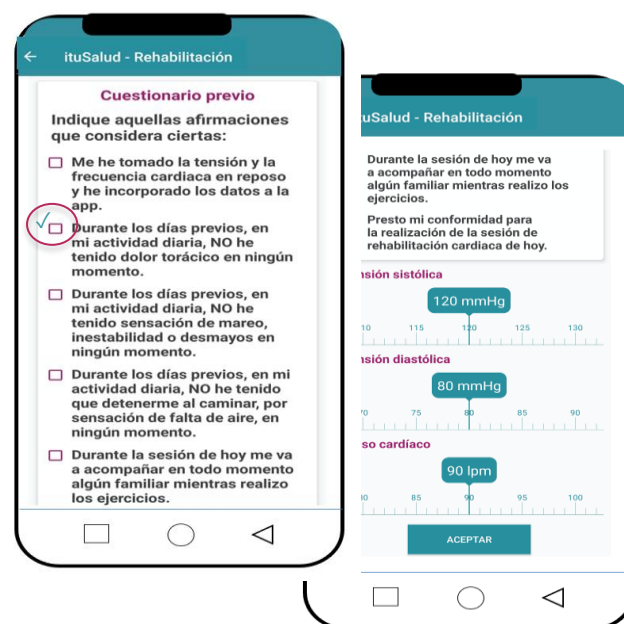 ituSalud - Rehabilitación
Cuestionario previo
Indique aquellas afirmaciones
que considera ciertas:
Me he tomado la tensión y la
frecuencia cardiaca en reposo
y he incorporado los datos a la
app.
Durante los días previos, en
mi actividad diaria, NO he
tenido dolor torácico en ningún
momento.
Durante los días previos, en
mi actividad diaria, NO he
tenido sensación de mareo,
inestabilidad o desmayos en
ningún momento.
Durante los días previos, en mi
actividad diaria, NO he tenido
que detenerme al caminar, por
sensación de falta de aire, en
ningún momento.
Durante la sesión de hoy me va
a acompañar en todo momento
algún familiar mientras realizo
los ejercicios.
uSalud - Rehabilitación
Durante la sesión de hoy me va
a acompañar en todo momento
algún familiar mientras realizo los
ejercicios.
Presto mi conformidad para
la realización de la sesión de
rehabilitación cardiaca de hoy.
nsión sistólica
120 mmHg
10 115 120 125 130
nsión diastólica
80 mmHg
70 75 80 85 90
so cardíaco
90 lpm
80 85 90 95 100
ACEPTAR